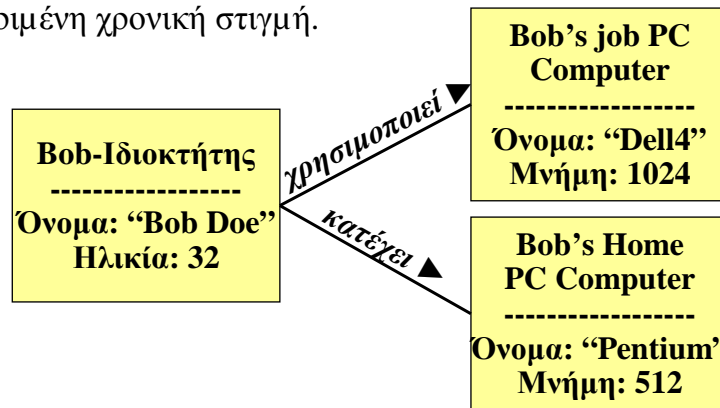 χρονική στιγμή.
Bob-Ιδιοκτήτης
------------------
Όνομα: “Bob Doe”
Ηλικία: 32
χρησιμοποιεί ▶
κατέχει ▶
Bob’s job PC
Computer
------------------
Όνομα: “Dell4”
Μνήμη: 1024
Bob’s Home
PC Computer
------------------
Όνομα: “Pentium”
Μνήμη: 512